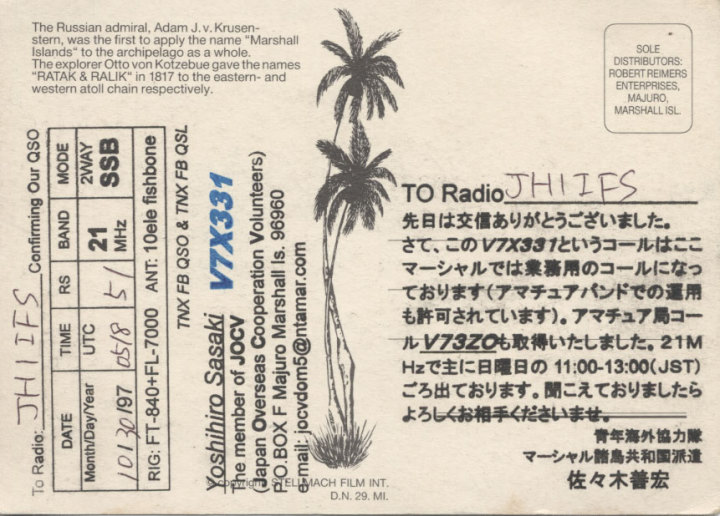 The Russian admiral, Adam J. v. Krusen-
stern, was the first to apply the name "Marshall
Islands" to the archipelago as a whole.
The explorer Otto von Kotzebue gave the names
"RATAK & RALIK" in 1817 to the eastern- and
western atoll chain respectively.
SOLE
DISTRIBUTORS:
ROBERT REIMERS
ENTERPRISES,
MAJURO,
MARSHALL ISL.
To Radio: JH1IFS Confirming Our QSO
DATE TIME RS BAND MODE
Month/Day/Year UTC 21 MHz 2WAY SSB
10/30/97 0518 51
RIG: FT-840+FL-7000 ANT: 10ele fishbone
TNX FB QSO & TNX FB QSL
Yoshihiro Sasaki V7X331
The member of JOCV
(Japan Overseas Cooperation Volunteers)
P.O.BOX F Majuro Marshall Is. 96960
e-mail: jocvdom5@ntamar.com
TO Radio JH1IFS
先日は交信ありがとうございました。
さて、このV7X331というコールはここ
マーシャルでは業務用のコールになっ
ております(アマチュアバンドでの運用
も許可されています)。アマチュア局コー
ルV73ZOも取得いたしました。21M
Hzで主に日曜日の 11:00-13:00(JST)
ごろ出ております。聞こえておりましたら
よろしくお相手くださいませ。
青年海外協力隊
マーシャル諸島共和国派遣
佐々木善宏
© copyright STELLMACH FILM INT.
D.N. 29. MI.